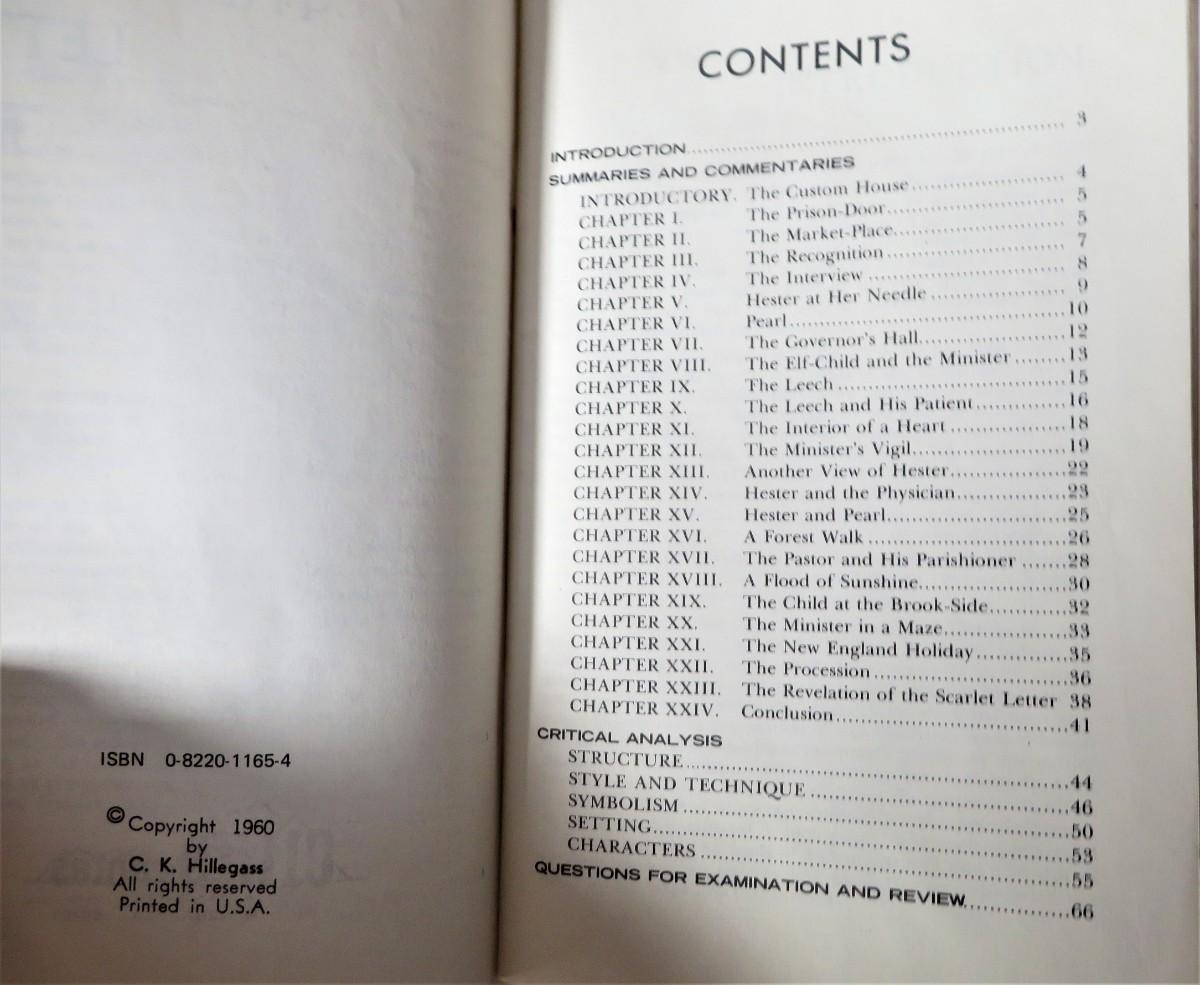 ISBN 0-8220-1165-4
© Copyright 1960
by
C. K. Hillegass
All rights reserved
Printed in U.S.A.
CONTENTS
INTRODUCTION 3
SUMMARIES AND COMMENTARIES
INTRODUCTORY. The Custom House 4
CHAPTER I. The Prison-Door 5
CHAPTER II. The Market-Place 5
CHAPTER III. The Recognition 7
CHAPTER IV. The Interview 8
CHAPTER V. Hester at Her Needle 9
CHAPTER VI. Pearl 10
CHAPTER VII. The Governor's Hall 12
CHAPTER VIII. The Elf-Child and the Minister 13
CHAPTER IX. The Leech 15
CHAPTER X. The Leech and His Patient 16
CHAPTER XI. The Interior of a Heart 18
CHAPTER XII. The Minister's Vigil 19
CHAPTER XIII. Another View of Hester 22
CHAPTER XIV. Hester and the Physician 23
CHAPTER XV. Hester and Pearl 25
CHAPTER XVI. A Forest Walk 26
CHAPTER XVII. The Pastor and His Parishioner 28
CHAPTER XVIII. A Flood of Sunshine 30
CHAPTER XIX. The Child at the Brook-Side 32
CHAPTER XX. The Minister in a Maze 33
CHAPTER XXI. The New England Holiday 35
CHAPTER XXII. The Procession 36
CHAPTER XXIII. The Revelation of the Scarlet Letter 38
CHAPTER XXIV. Conclusion 41
CRITICAL ANALYSIS
STRUCTURE 44
STYLE AND TECHNIQUE 46
SYMBOLISM 50
SETTING 53
CHARACTERS 55
QUESTIONS FOR EXAMINATION AND REVIEW 66